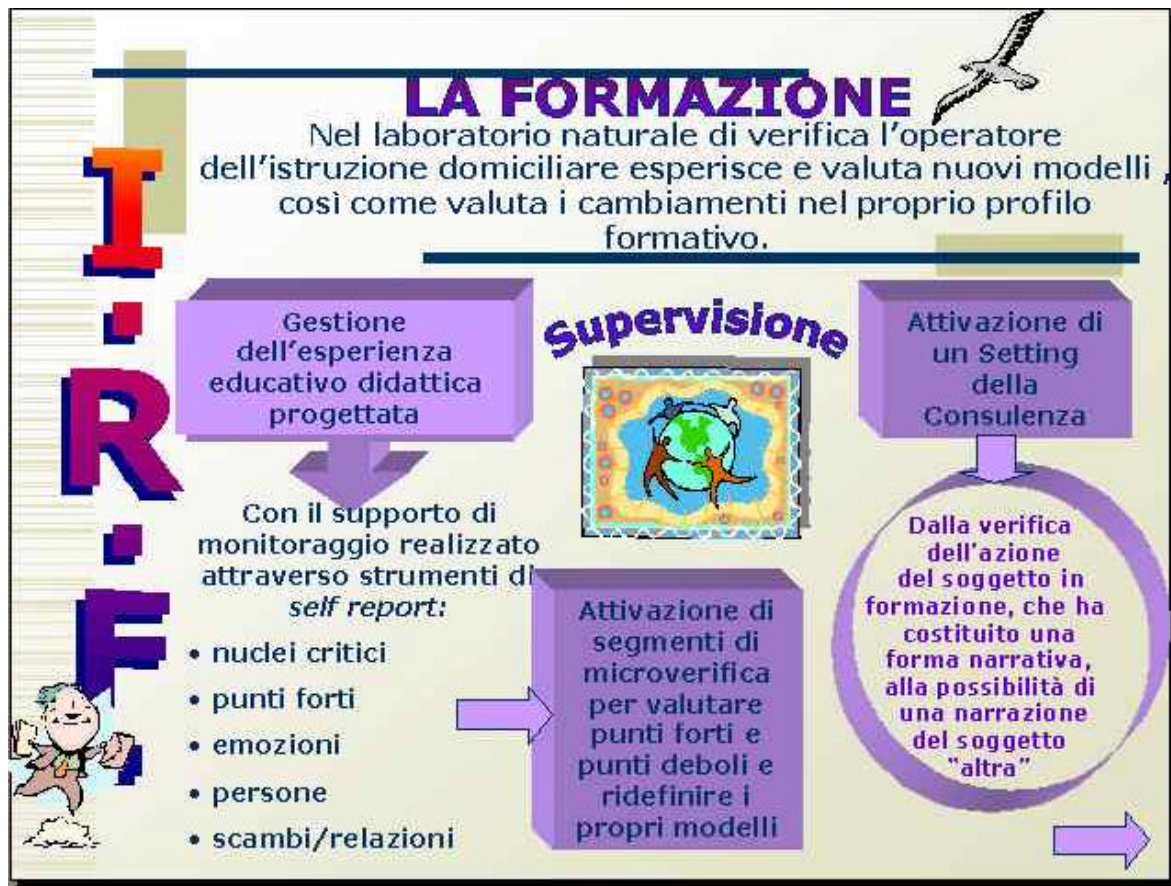 LA FORMAZIONE
Nel laboratorio naturale di verifica l'operatore
dell'istruzione domiciliare esperisce e valuta nuovi modelli ,
così come valuta i cambiamenti nel proprio profilo
formativo.
I.R.F.
Gestione
dell'esperienza
educativo didattica
progettata
Con il supporto di
monitoraggio realizzato
attraverso strumenti di
self report:
• nuclei critici
• punti forti
• emozioni
• persone
• scambi/relazioni
Supervisione
Attivazione di
segmenti di
microverifica
per valutare
punti forti e
punti deboli e
ridefinire i
propri modelli
Attivazione di
un Setting
della
Consulenza
Dalla verifica
dell'azione
del soggetto in
formazione, che ha
costituito una
forma narrativa,
alla possibilità di
una narrazione
del soggetto
"altra"